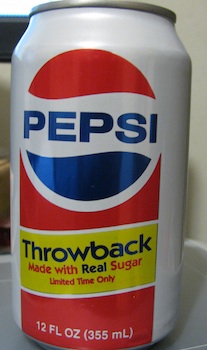 PEPSI
Throwback
Made with Real Sugar
Limited Time Only
12 FL OZ (355 mL)